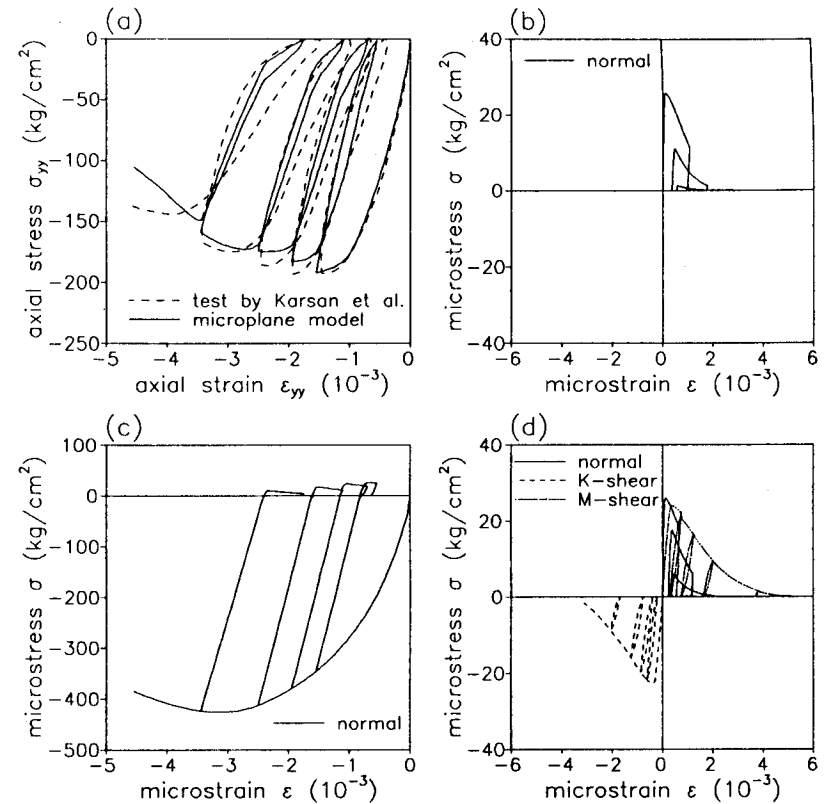 (a)
axial stress σyy (kg/cm²)
0
−50
−100
−150
−200
−250
test by Karsan et al.
microplane model
−5 −4 −3 −2 −1 0
axial strain εyy (10⁻³)
(b)
microstress σ (kg/cm²)
40
20
0
−20
−40
normal
−6 −4 −2 0 2 4 6
microstrain ε (10⁻³)
(c)
microstress σ (kg/cm²)
100
0
−100
−200
−300
−400
−500
normal
−5 −4 −3 −2 −1 0
microstrain ε (10⁻³)
(d)
microstress σ (kg/cm²)
40
20
0
−20
−40
normal
K−shear
M−shear
−6 −4 −2 0 2 4 6
microstrain ε (10⁻³)